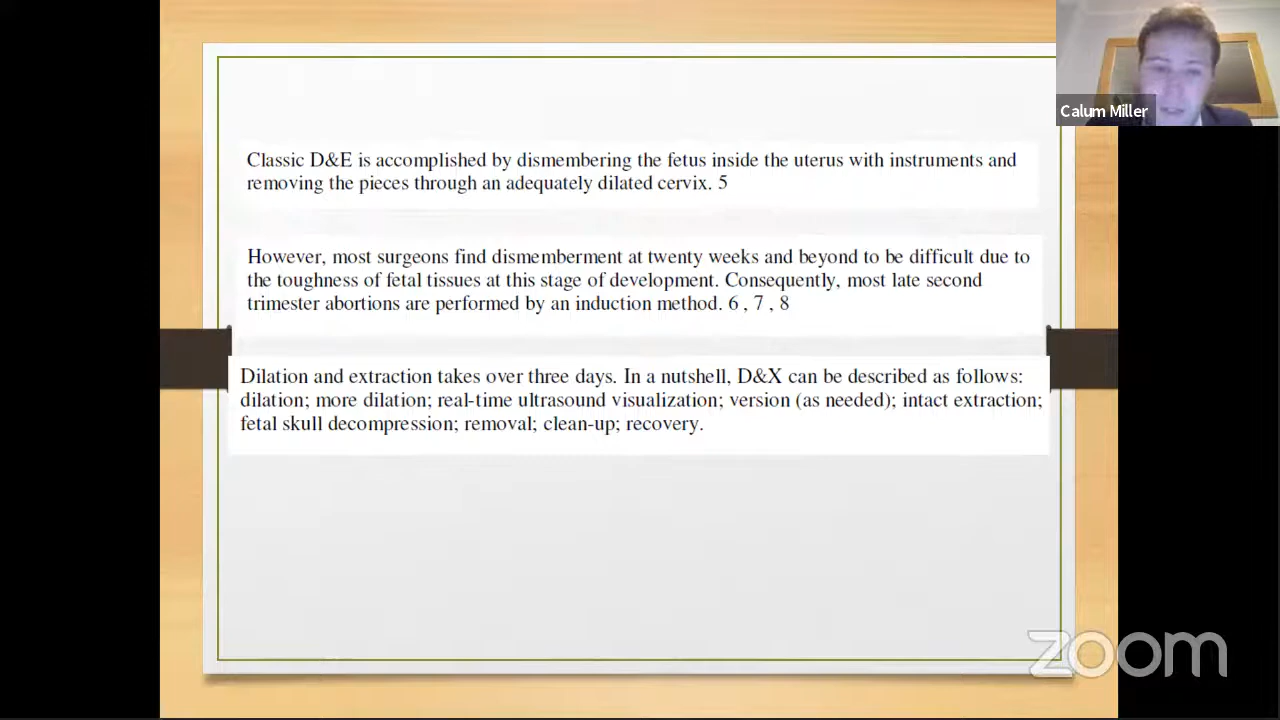 Calum Miller
Classic D&E is accomplished by dismembering the fetus inside the uterus with instruments and
removing the pieces through an adequately dilated cervix. 5
However, most surgeons find dismemberment at twenty weeks and beyond to be difficult due to
the toughness of fetal tissues at this stage of development. Consequently, most late second
trimester abortions are performed by an induction method. 6 , 7 , 8
Dilation and extraction takes over three days. In a nutshell, D&X can be described as follows:
dilation; more dilation; real-time ultrasound visualization; version (as needed); intact extraction;
fetal skull decompression; removal; clean-up; recovery.
zoom